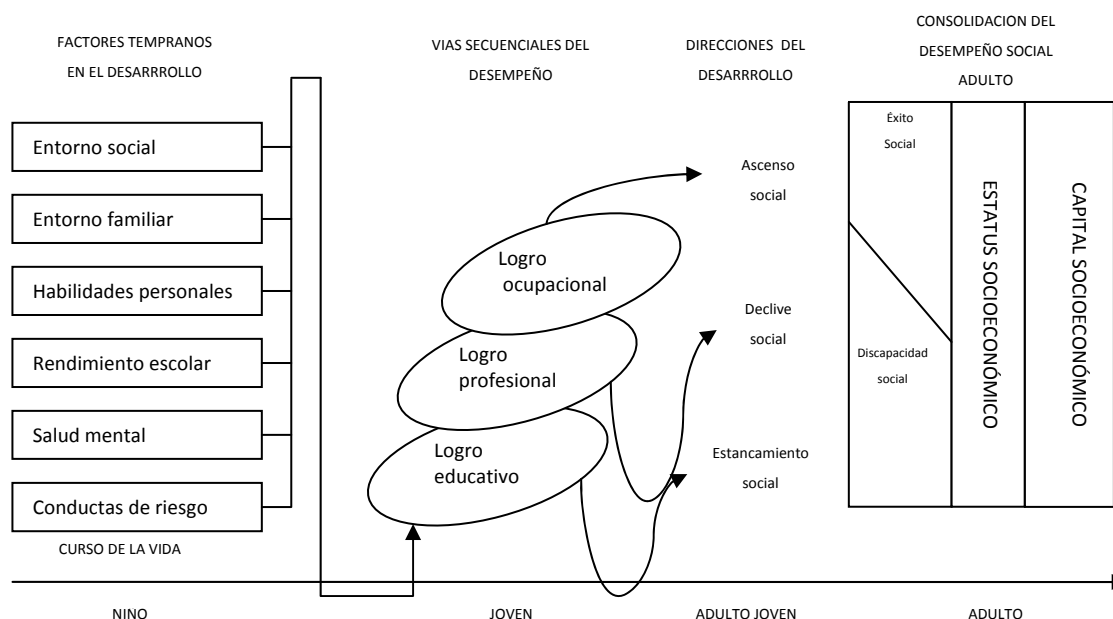 FACTORES TEMPRANOS
EN EL DESARRROLLO
VIAS SECUENCIALES DEL
DESEMPEÑO
DIRECCIONES DEL
DESARRROLLO
CONSOLIDACION DEL
DESEMPEÑO SOCIAL
ADULTO
Entorno social
Entorno familiar
Habilidades personales
Rendimiento escolar
Salud mental
Conductas de riesgo
CURSO DE LA VIDA
Logro
ocupacional
Logro
profesional
Logro
educativo
Ascenso
social
Declive
social
Estancamiento
social
Éxito
Social
Discapacidad
social
ESTATUS SOCIOECONÓMICO
CAPITAL SOCIOECONÓMICO
NINO
JOVEN
ADULTO JOVEN
ADULTO